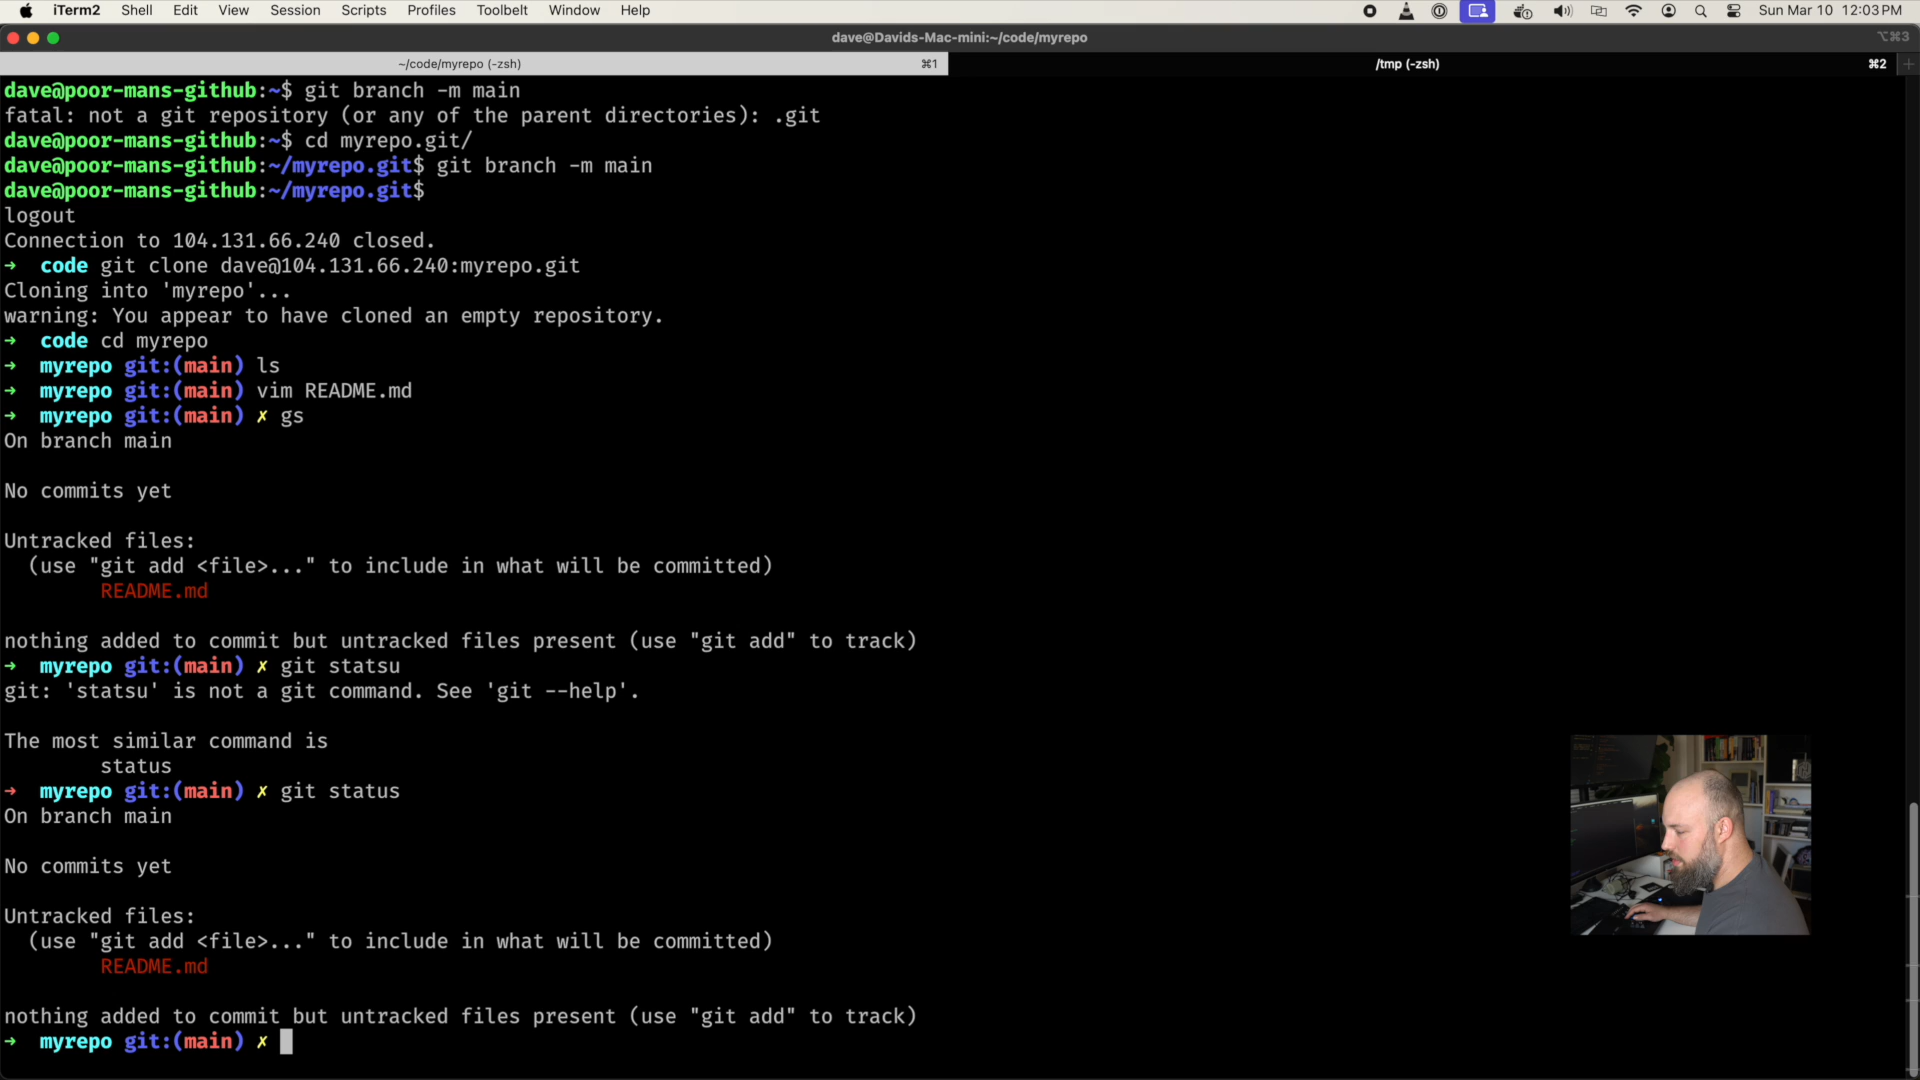 iTerm2 Shell Edit View Session Scripts Profiles Toolbelt Window Help Sun Mar 10 12:03 PM
dave@Davids-Mac-mini:~/code/myrepo ⌥⌘3
~/code/myrepo (-zsh) ⌘1 /tmp (-zsh) ⌘2 +
dave@poor-mans-github:~$ git branch -m main
fatal: not a git repository (or any of the parent directories): .git
dave@poor-mans-github:~$ cd myrepo.git/
dave@poor-mans-github:~/myrepo.git$ git branch -m main
dave@poor-mans-github:~/myrepo.git$
logout
Connection to 104.131.66.240 closed.
→ code git clone dave@104.131.66.240:myrepo.git
Cloning into 'myrepo'...
warning: You appear to have cloned an empty repository.
→ code cd myrepo
→ myrepo git:(main) ls
→ myrepo git:(main) vim README.md
→ myrepo git:(main) ✗ gs
On branch main
No commits yet
Untracked files:
(use "git add <file>..." to include in what will be committed)
README.md
nothing added to commit but untracked files present (use "git add" to track)
→ myrepo git:(main) ✗ git statsu
git: 'statsu' is not a git command. See 'git --help'.
The most similar command is
status
→ myrepo git:(main) ✗ git status
On branch main
No commits yet
Untracked files:
(use "git add <file>..." to include in what will be committed)
README.md
nothing added to commit but untracked files present (use "git add" to track)
→ myrepo git:(main) ✗